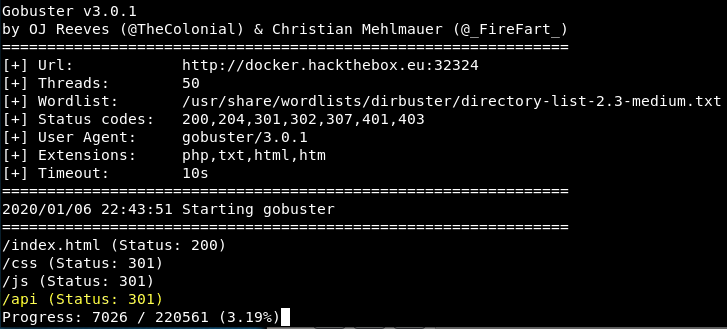 Gobuster v3.0.1
by OJ Reeves (@TheColonial) & Christian Mehlmauer (@_FireFart_)
===============================================================
[+] Url:            http://docker.hackthebox.eu:32324
[+] Threads:        50
[+] Wordlist:       /usr/share/wordlists/dirbuster/directory-list-2.3-medium.txt
[+] Status codes:   200,204,301,302,307,401,403
[+] User Agent:     gobuster/3.0.1
[+] Extensions:     php,txt,html,htm
[+] Timeout:        10s
===============================================================
2020/01/06 22:43:51 Starting gobuster
===============================================================
/index.html (Status: 200)
/css (Status: 301)
/js (Status: 301)
/api (Status: 301)
Progress: 7026 / 220561 (3.19%)